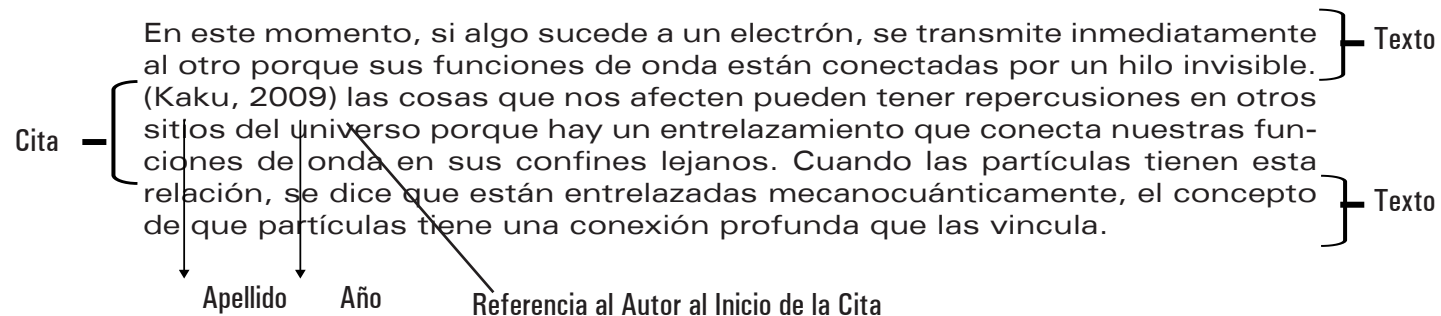 En este momento, si algo sucede a un electrón, se transmite inmediatamente
al otro porque sus funciones de onda están conectadas por un hilo invisible.
(Kaku, 2009) las cosas que nos afecten pueden tener repercusiones en otros
sitios del universo porque hay un entrelazamiento que conecta nuestras fun-
ciones de onda en sus confines lejanos. Cuando las partículas tienen esta
relación, se dice que están entrelazadas mecanocuánticamente, el concepto
de que partículas tiene una conexión profunda que las vincula.
Texto
Cita
Texto
Apellido
Año
Referencia al Autor al Inicio de la Cita